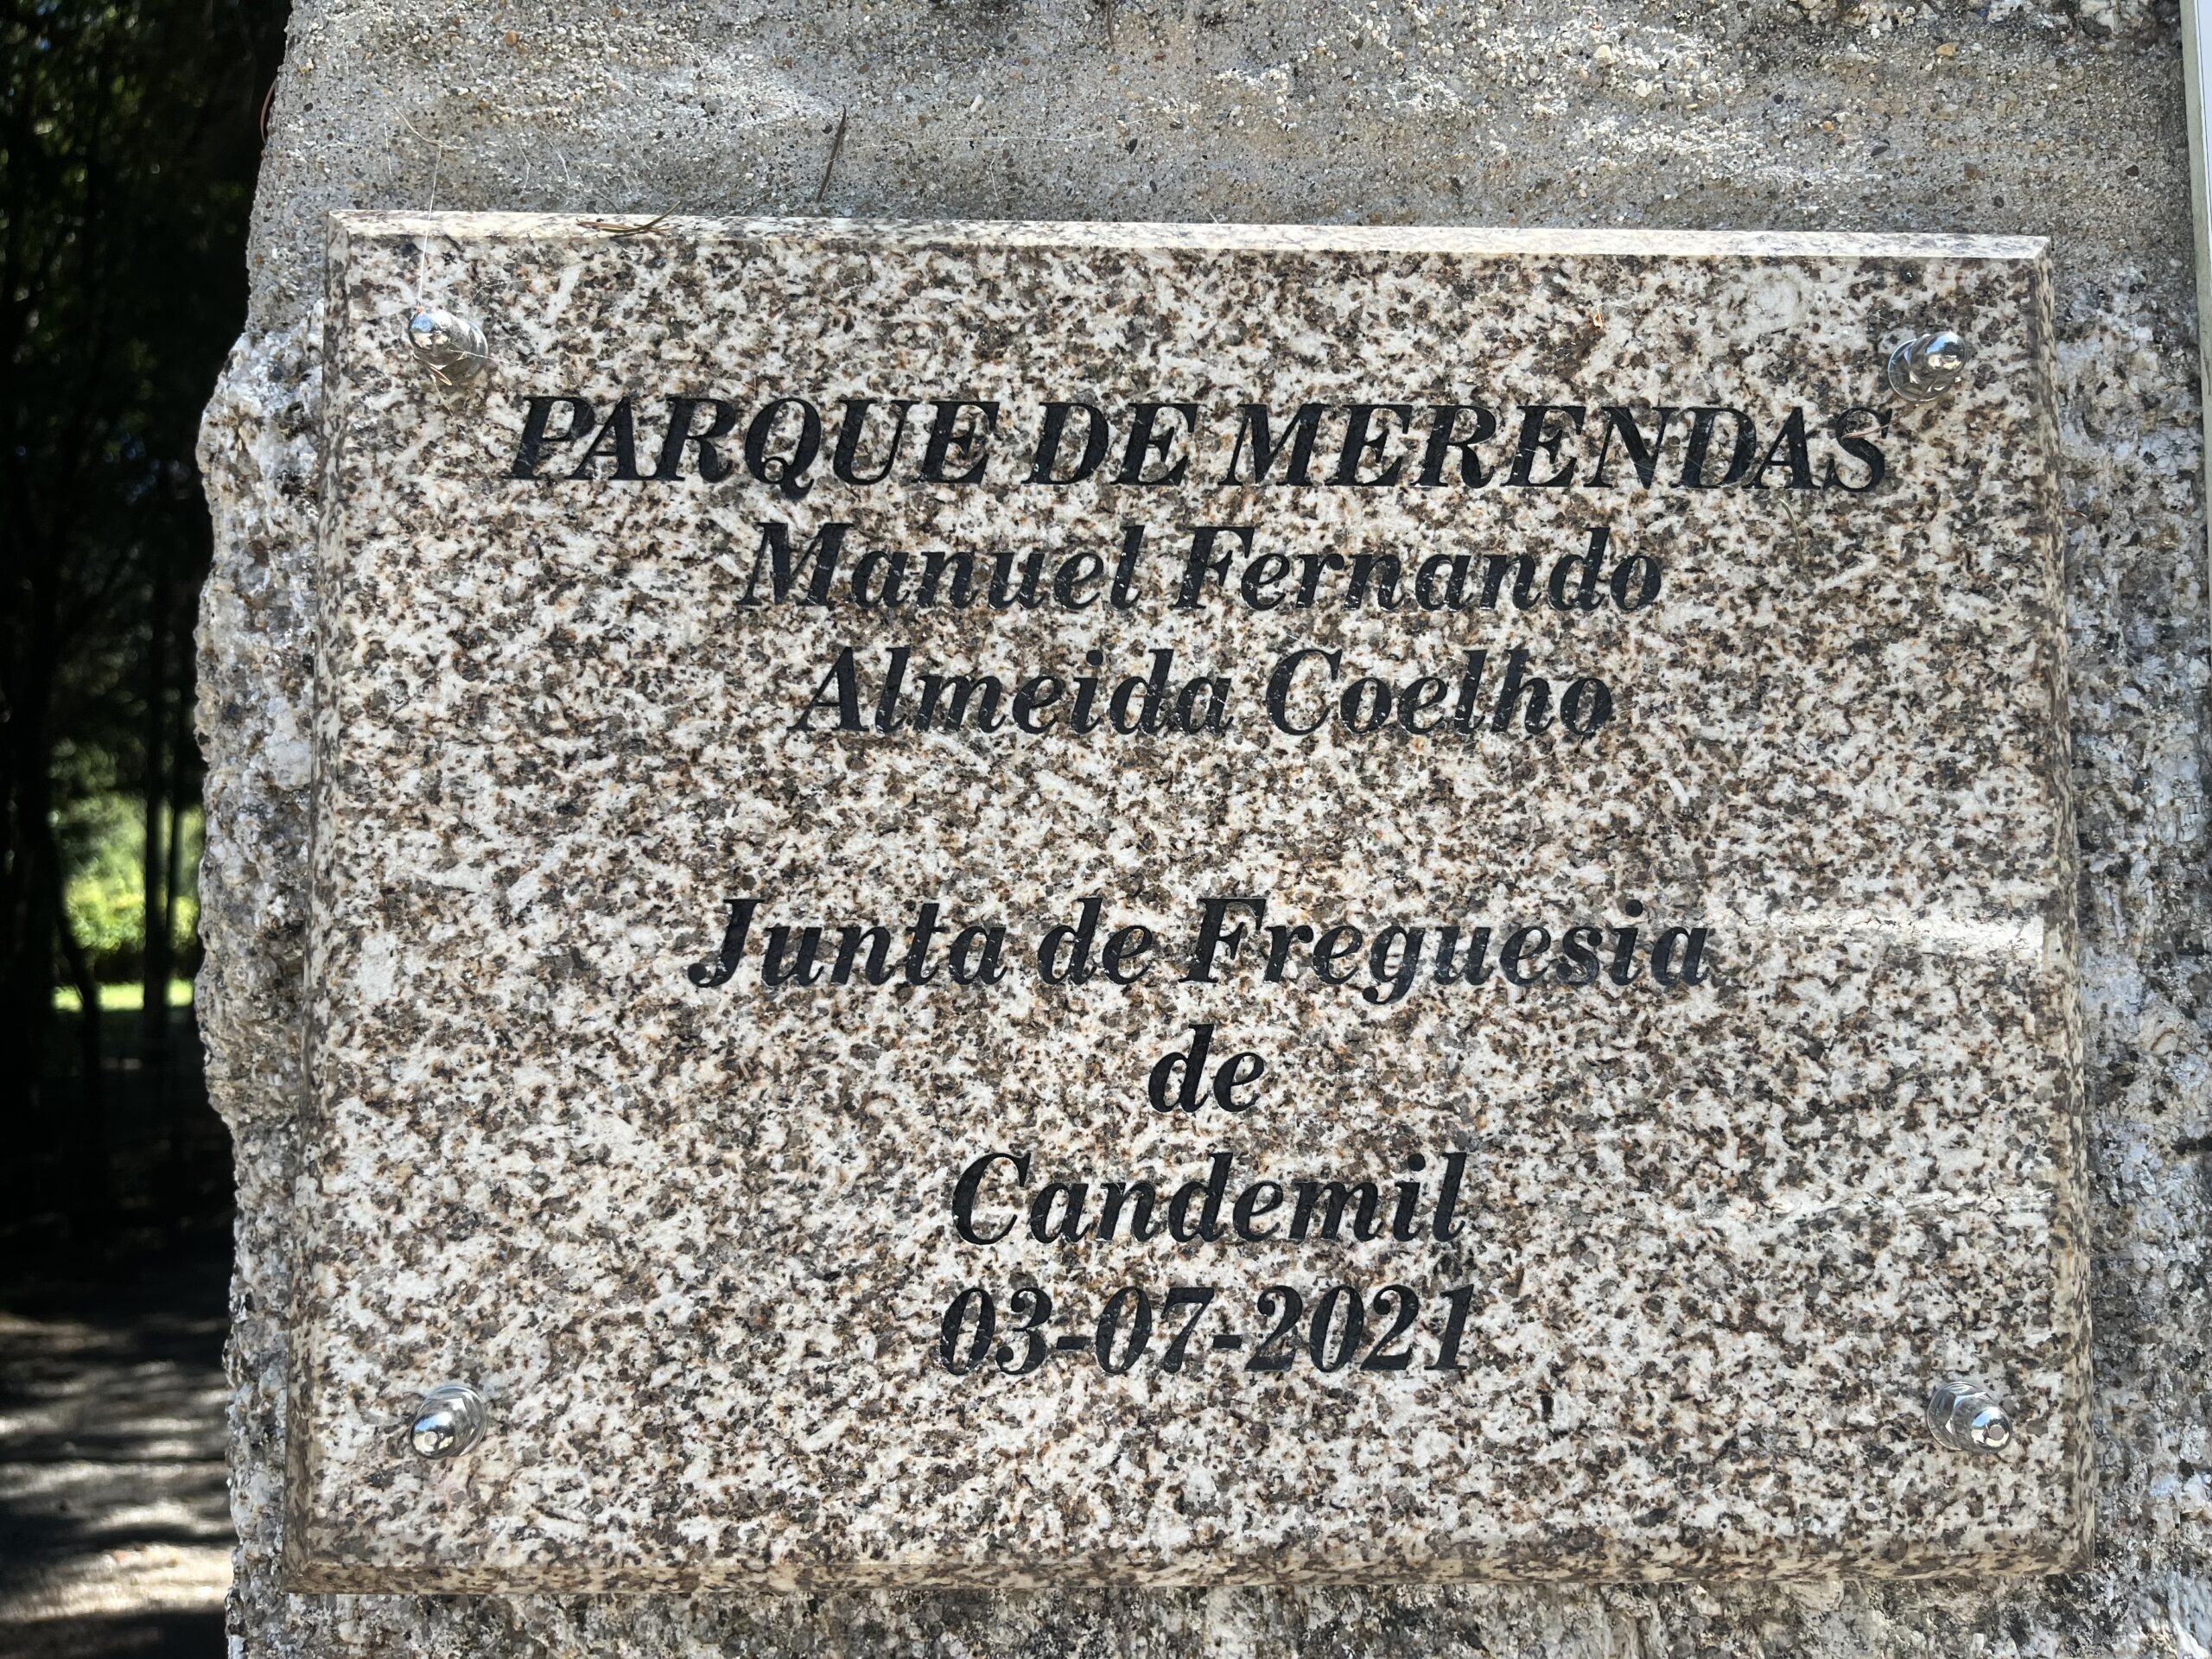 PARQUE DE MERENDAS
Manuel Fernando
Almeida Coelho
Junta de Freguesia
de
Candemil
03-07-2021